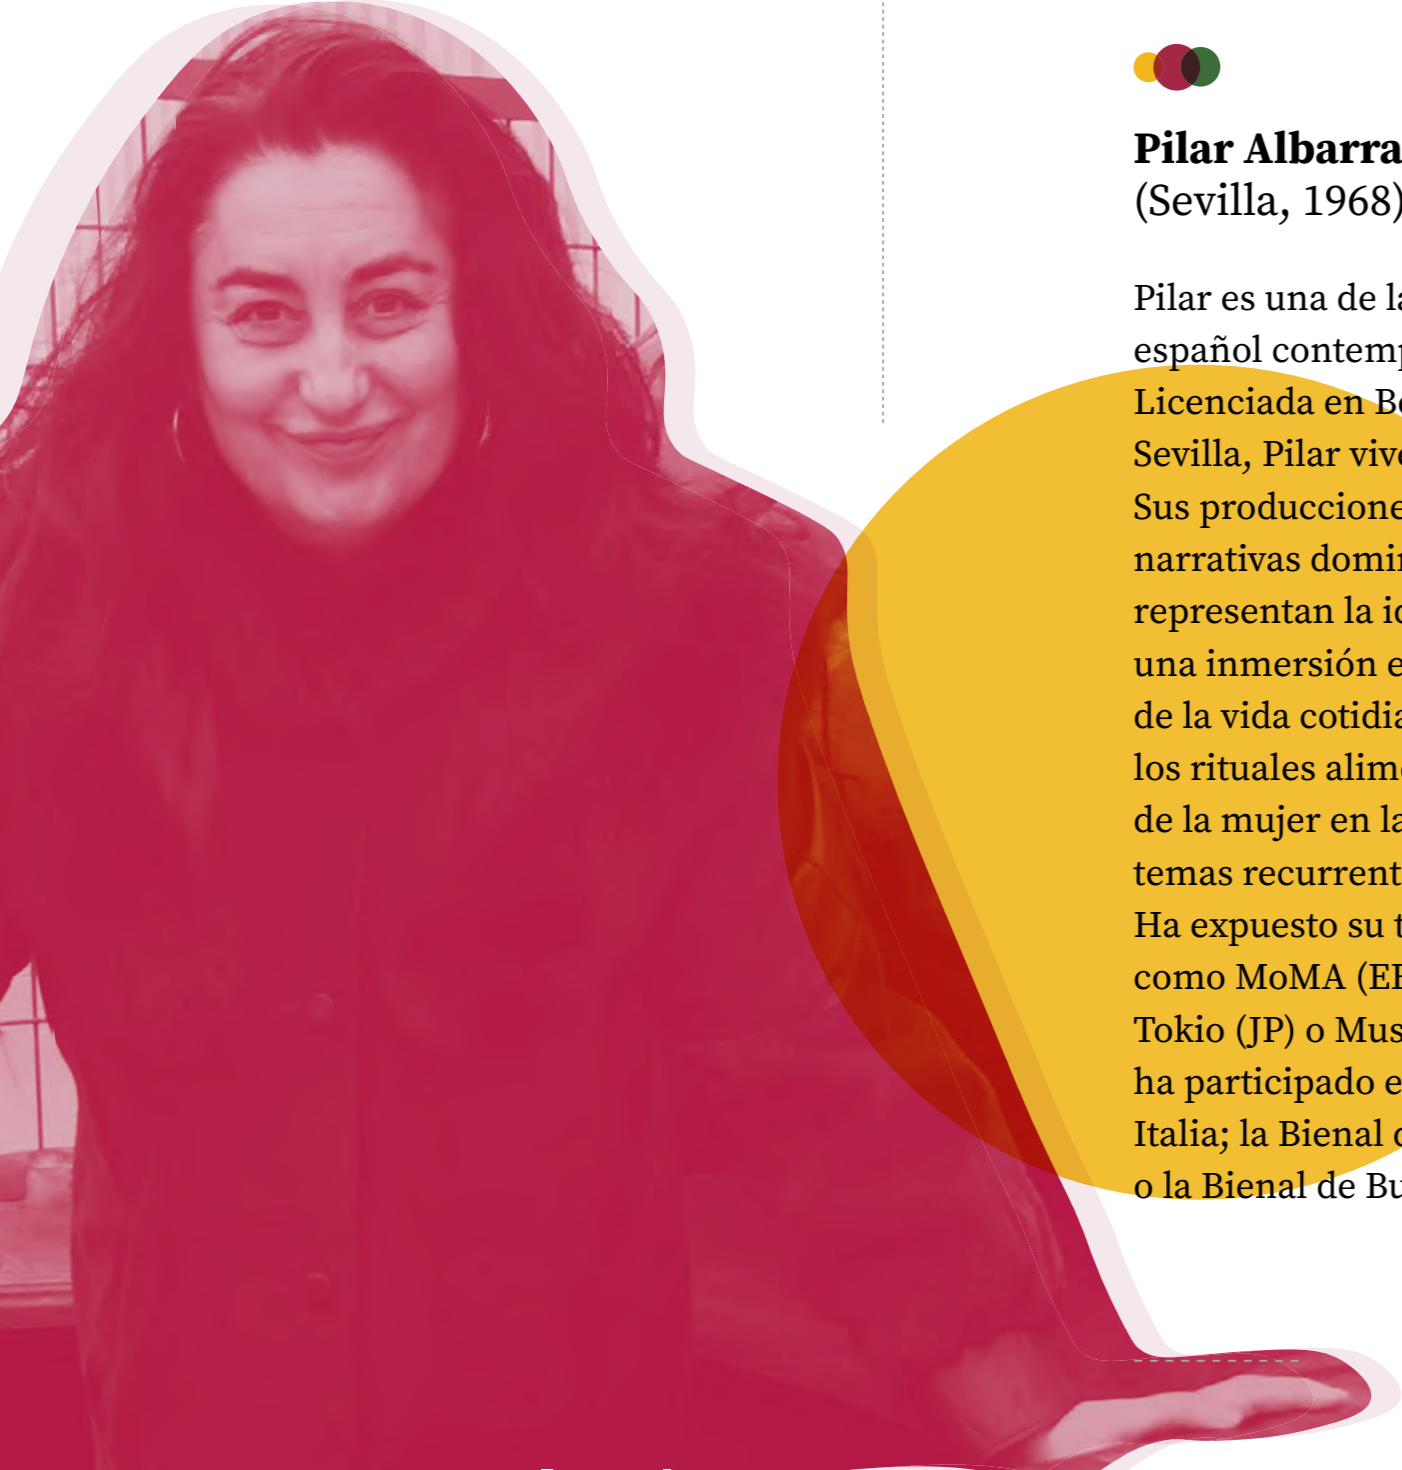 Pilar Albarra
(Sevilla, 1968)
Pilar es una de la
español contemp
Licenciada en Be
Sevilla, Pilar vive
Sus produccione
narrativas domin
representan la id
una inmersión e
de la vida cotidia
los rituales alime
de la mujer en la
temas recurrent
Ha expuesto su t
como MoMA (EE
Tokio (JP) o Mus
ha participado e
Italia; la Bienal d
o la Bienal de Bu